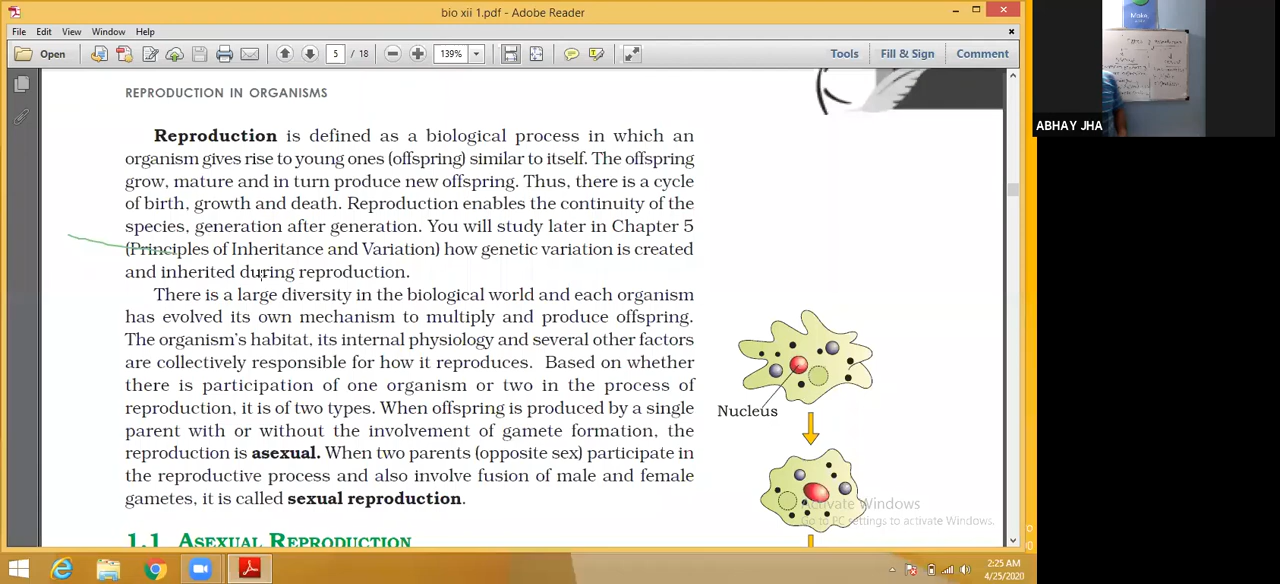 bio xii 1.pdf - Adobe Reader
File Edit View Window Help
Open 5 / 18 139% Tools Fill & Sign Comment
REPRODUCTION IN ORGANISMS
Reproduction is defined as a biological process in which an
organism gives rise to young ones (offspring) similar to itself. The offspring
grow, mature and in turn produce new offspring. Thus, there is a cycle
of birth, growth and death. Reproduction enables the continuity of the
species, generation after generation. You will study later in Chapter 5
(Principles of Inheritance and Variation) how genetic variation is created
and inherited during reproduction.
There is a large diversity in the biological world and each organism
has evolved its own mechanism to multiply and produce offspring.
The organism's habitat, its internal physiology and several other factors
are collectively responsible for how it reproduces. Based on whether
there is participation of one organism or two in the process of
reproduction, it is of two types. When offspring is produced by a single
parent with or without the involvement of gamete formation, the
reproduction is asexual. When two parents (opposite sex) participate in
the reproductive process and also involve fusion of male and female
gametes, it is called sexual reproduction.
1.1 ASEXUAL REPRODUCTION
Nucleus
Activate Windows
Go to PC settings to activate Windows.
Make,
ABHAY JHA
2:25 AM
4/25/2020